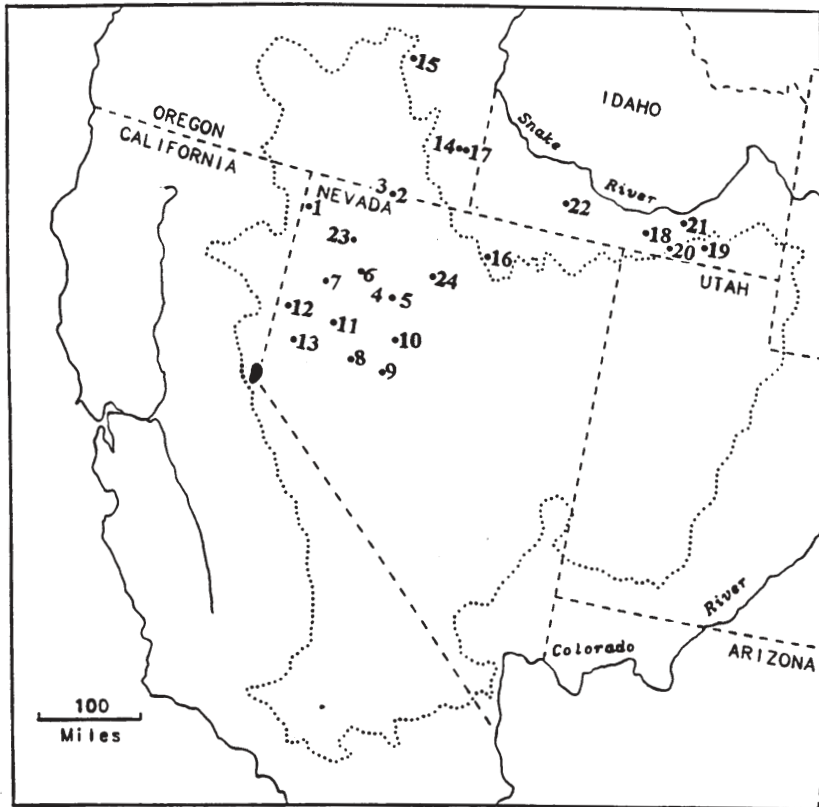 15
IDAHO
OREGON
CALIFORNIA
Snake
River
14 17
3 2
NEVADA
1
22
21
18
20 19
23
16
UTAH
6
24
7
4 5
12
11
13
10
8
9
River
Colorado
ARIZONA
100
Miles